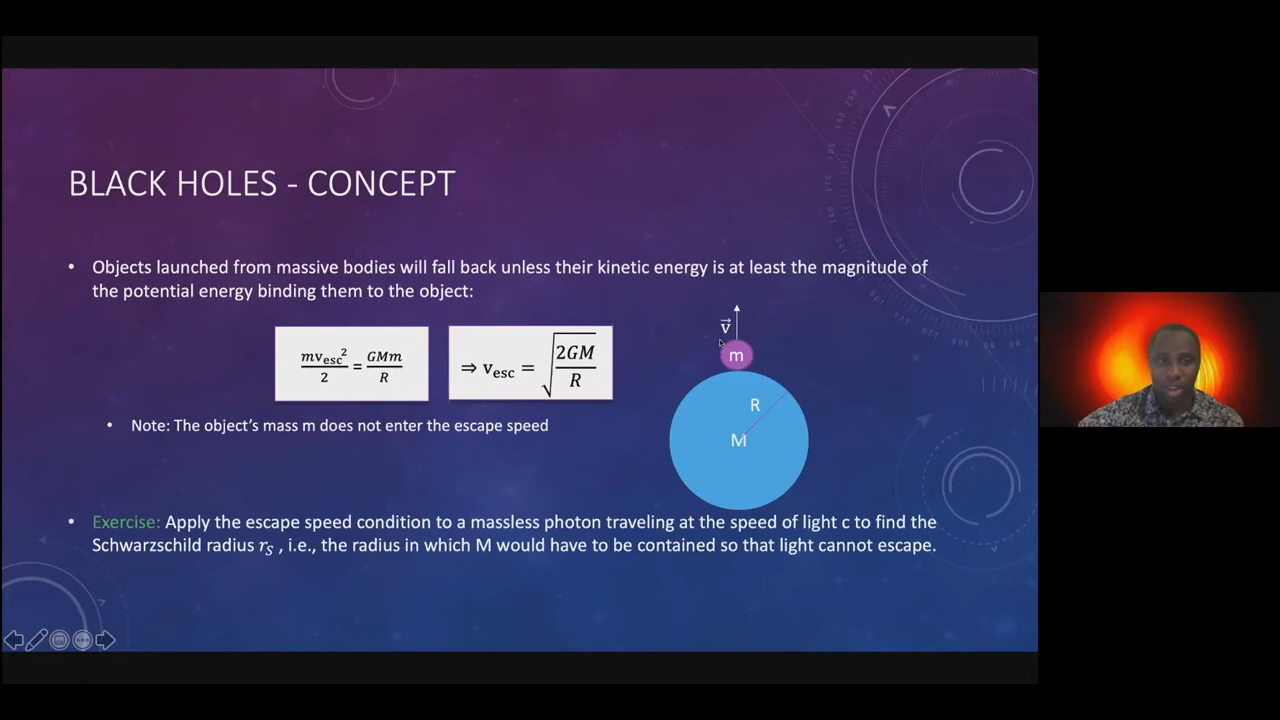 BLACK HOLES - CONCEPT
• Objects launched from massive bodies will fall back unless their kinetic energy is at least the magnitude of
the potential energy binding them to the object:
mv_esc²/2 = GMm/R
⇒ v_esc = √(2GM/R)
v⃗
m
R
M
• Note: The object's mass m does not enter the escape speed
• Exercise: Apply the escape speed condition to a massless photon traveling at the speed of light c to find the
Schwarzschild radius r_S , i.e., the radius in which M would have to be contained so that light cannot escape.